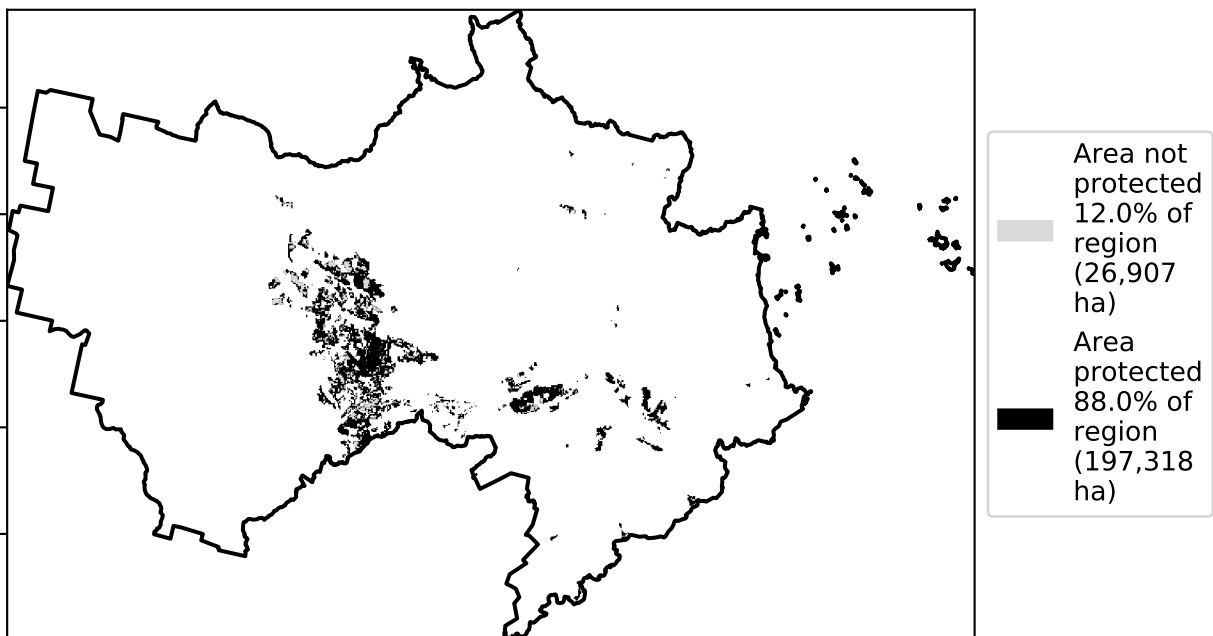 Area not
protected
12.0% of
region
(26,907
ha)
Area
protected
88.0% of
region
(197,318
ha)